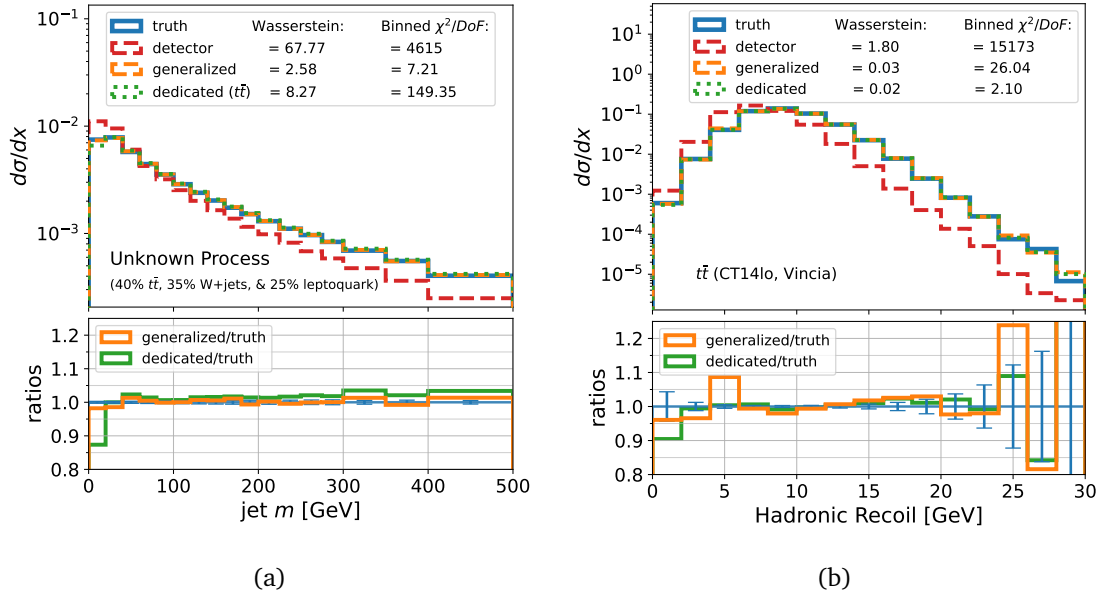 truth Wasserstein: Binned χ²/DoF:
detector = 67.77 = 4615
generalized = 2.58 = 7.21
dedicated (tt̄) = 8.27 = 149.35
10⁻¹
10⁻²
10⁻³
dσ/dx
Unknown Process
(40% tt̄, 35% W+jets, & 25% leptoquark)
generalized/truth
dedicated/truth
1.2
1.1
1.0
0.9
0.8
ratios
0 100 200 300 400 500
jet m [GeV]
(a)
truth Wasserstein: Binned χ²/DoF:
detector = 1.80 = 15173
generalized = 0.03 = 26.04
dedicated = 0.02 = 2.10
10¹
10⁰
10⁻¹
10⁻²
10⁻³
10⁻⁴
10⁻⁵
dσ/dx
tt̄ (CT14lo, Vincia)
generalized/truth
dedicated/truth
1.2
1.1
1.0
0.9
0.8
ratios
0 5 10 15 20 25 30
Hadronic Recoil [GeV]
(b)